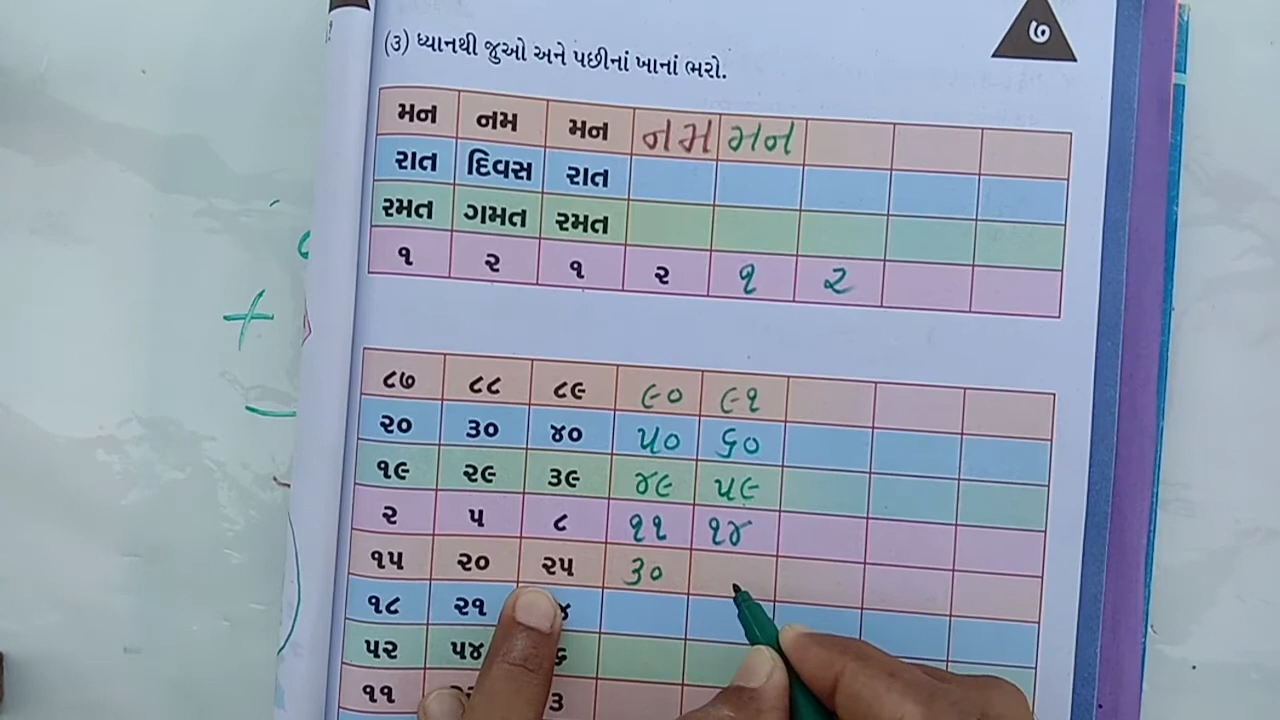 ૭
(૩) ધ્યાનથી જુઓ અને પછીનાં ખાનાં ભરો.
મન નમ મન નમ મન
રાત દિવસ રાત
રમત ગમત રમત
૧ ૨ ૧ ૨ ૧ ૨
૮૭ ૮૮ ૮૯ ૯૦ ૯૧
૨૦ ૩૦ ૪૦ ૫૦ ૬૦
૧૯ ૨૯ ૩૯ ૪૯ ૫૯
૨ ૫ ૮ ૧૧ ૧૪
૧૫ ૨૦ ૨૫ ૩૦
૧૮ ૨૧
૫૨ ૫૪
૧૧